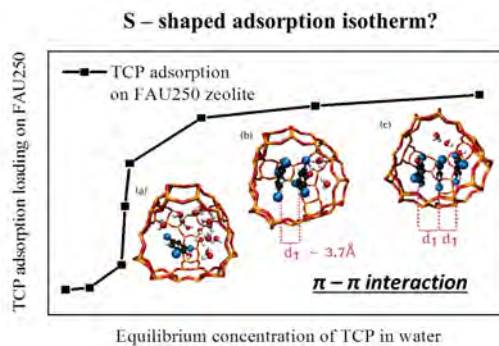 S – shaped adsorption isotherm?
TCP adsorption loading on FAU250
TCP adsorption
on FAU250 zeolite
(a)
(b)
(c)
d₁ ~ 3.7Å
d₁ d₁
π – π interaction
Equilibrium concentration of TCP in water